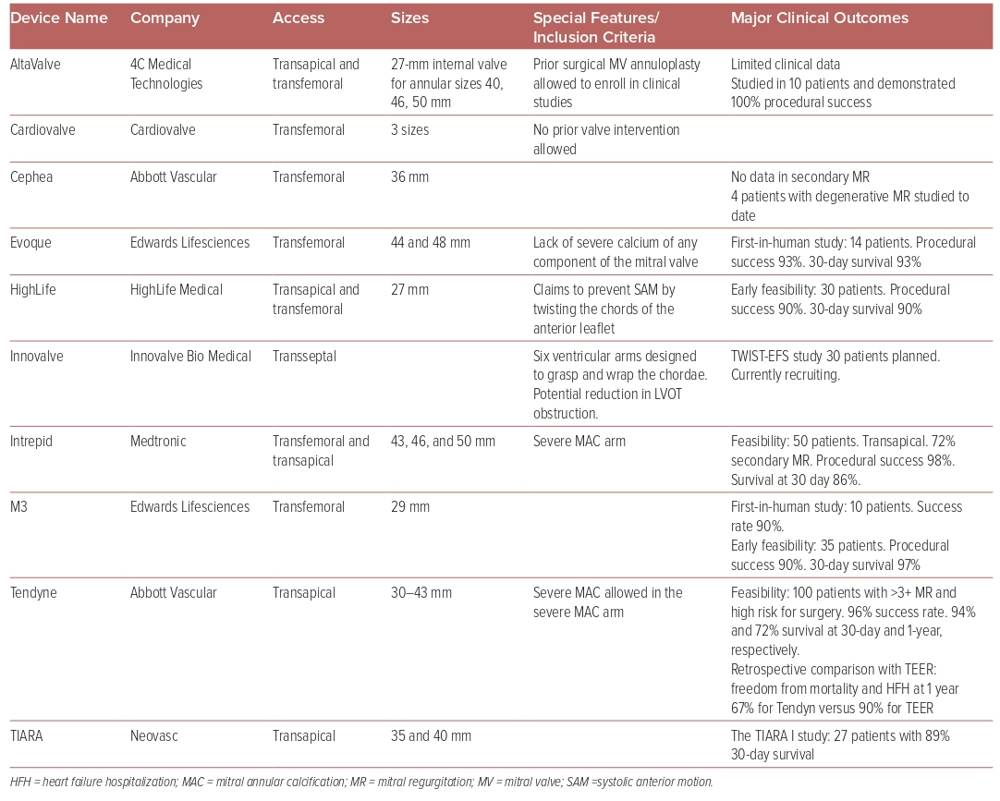 Device Name Company Access Sizes Special Features/ Major Clinical Outcomes
Inclusion Criteria
AltaValve 4C Medical Transapical and 27-mm internal valve Prior surgical MV annuloplasty Limited clinical data
Technologies transfemoral for annular sizes 40, allowed to enroll in clinical Studied in 10 patients and demonstrated
46, 50 mm studies 100% procedural success
Cardiovalve Cardiovalve Transfemoral 3 sizes No prior valve intervention
allowed
Cephea Abbott Vascular Transfemoral 36 mm No data in secondary MR
4 patients with degenerative MR studied to
date
Evoque Edwards Lifesciences Transfemoral 44 and 48 mm Lack of severe calcium of any First-in-human study: 14 patients. Procedural
component of the mitral valve success 93%. 30-day survival 93%
HighLife HighLife Medical Transapical and 27 mm Claims to prevent SAM by Early feasibility: 30 patients. Procedural
transfemoral twisting the chords of the success 90%. 30-day survival 90%
anterior leaflet
Innovalve Innovalve Bio Medical Transseptal Six ventricular arms designed TWIST-EFS study 30 patients planned.
to grasp and wrap the chordae. Currently recruiting.
Potential reduction in LVOT
obstruction.
Intrepid Medtronic Transfemoral and 43, 46, and 50 mm Severe MAC arm Feasibility: 50 patients. Transapical. 72%
transapical secondary MR. Procedural success 98%.
Survival at 30 day 86%.
M3 Edwards Lifesciences Transfemoral 29 mm First-in-human study: 10 patients. Success
rate 90%.
Early feasibility: 35 patients. Procedural
success 90%. 30-day survival 97%
Tendyne Abbott Vascular Transapical 30–43 mm Severe MAC allowed in the Feasibility: 100 patients with >3+ MR and
severe MAC arm high risk for surgery. 96% success rate. 94%
and 72% survival at 30-day and 1-year,
respectively.
Retrospective comparison with TEER:
freedom from mortality and HFH at 1 year
67% for Tendyn versus 90% for TEER
TIARA Neovasc Transapical 35 and 40 mm The TIARA I study: 27 patients with 89%
30-day survival
HFH = heart failure hospitalization; MAC = mitral annular calcification; MR = mitral regurgitation; MV = mitral valve; SAM =systolic anterior motion.